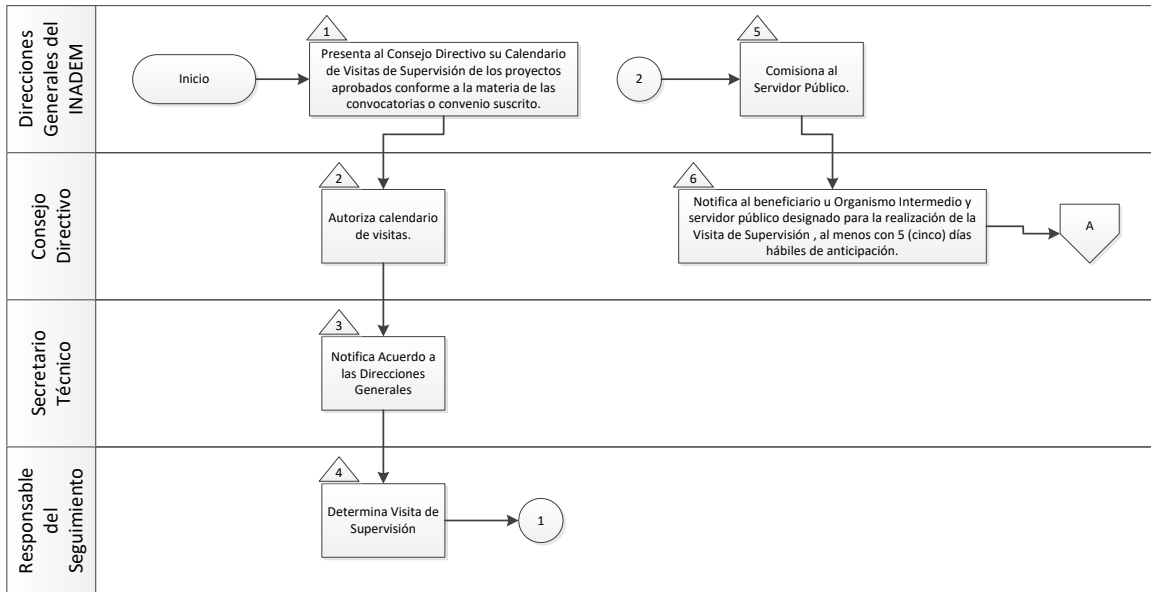 Direcciones
Generales del
INADEM
Inicio
1
Presenta al Consejo Directivo su Calendario
de Visitas de Supervisión de los proyectos
aprobados conforme a la materia de las
convocatorias o convenio suscrito.
2
5
Comisiona al
Servidor Público.
Consejo
Directivo
2
Autoriza calendario
de visitas.
6
Notifica al beneficiario u Organismo Intermedio y
servidor público designado para la realización de la
Visita de Supervisión , al menos con 5 (cinco) días
hábiles de anticipación.
A
Secretario
Técnico
3
Notifica Acuerdo a
las Direcciones
Generales
Responsable
del
Seguimiento
4
Determina Visita de
Supervisión
1